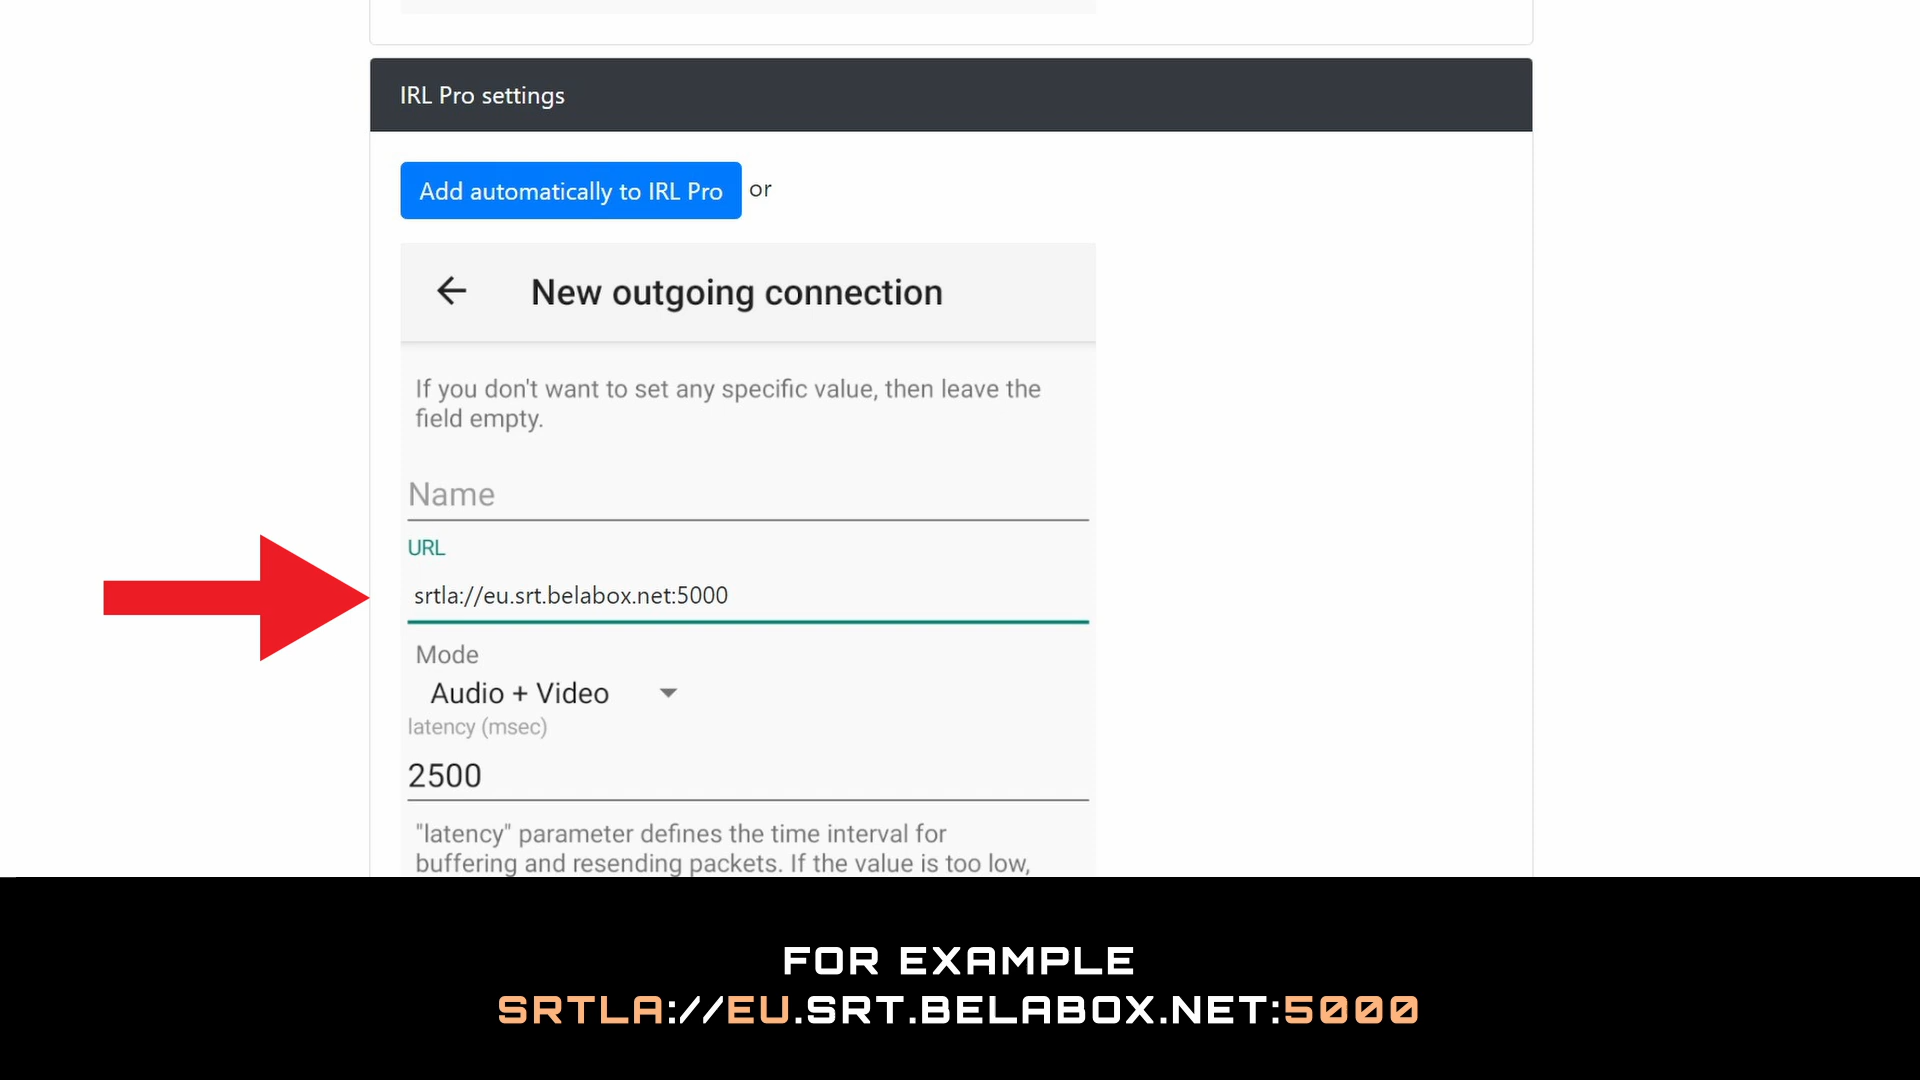 IRL Pro settings
Add automatically to IRL Pro or
New outgoing connection
If you don't want to set any specific value, then leave the
field empty.
Name
URL
srtla://eu.srt.belabox.net:5000
Mode
Audio + Video
latency (msec)
2500
"latency" parameter defines the time interval for
buffering and resending packets. If the value is too low,
FOR EXAMPLE
SRTLA://EU.SRT.BELABOX.NET:5000